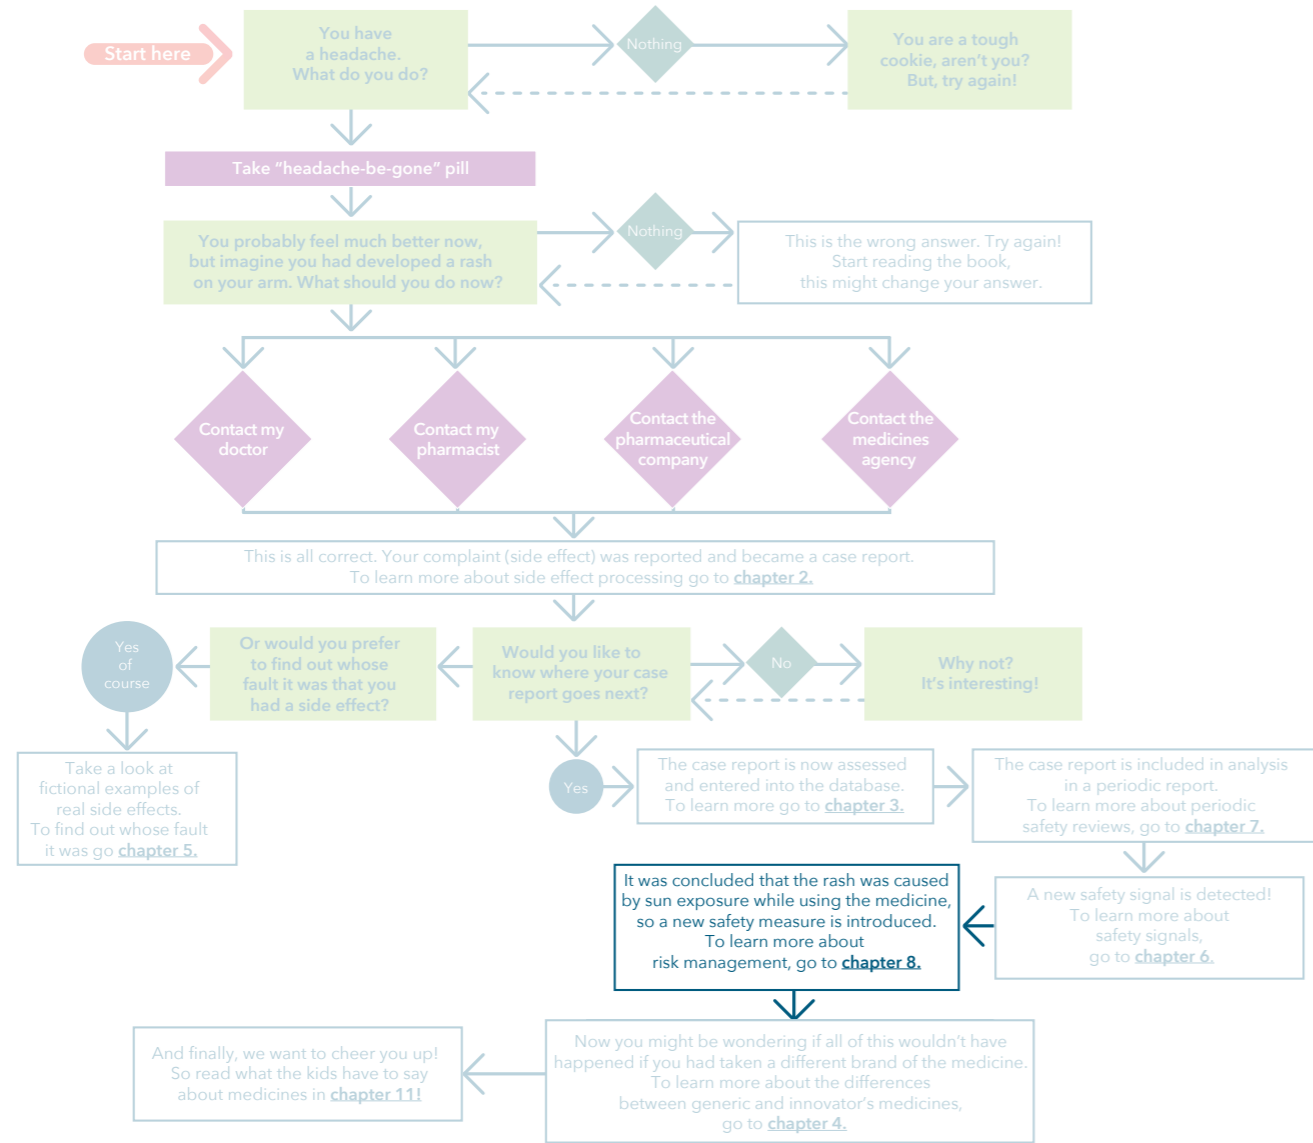 Start here
You have
a headache.
What do you do?
Nothing
You are a tough
cookie, aren't you?
But, try again!
Take “headache-be-gone” pill
You probably feel much better now,
but imagine you had developed a rash
on your arm. What should you do now?
Nothing
This is the wrong answer. Try again!
Start reading the book,
this might change your answer.
Contact my
doctor
Contact my
pharmacist
Contact the
pharmaceutical
company
Contact the
medicines
agency
This is all correct. Your complaint (side effect) was reported and became a case report.
To learn more about side effect processing go to chapter 2.
Yes
of
course
Or would you prefer
to find out whose
fault it was that you
had a side effect?
Would you like to
know where your case
report goes next?
No
Why not?
It's interesting!
Take a look at
fictional examples of
real side effects.
To find out whose fault
it was go chapter 5.
Yes
The case report is now assessed
and entered into the database.
To learn more go to chapter 3.
The case report is included in analysis
in a periodic report.
To learn more about periodic
safety reviews, go to chapter 7.
It was concluded that the rash was caused
by sun exposure while using the medicine,
so a new safety measure is introduced.
To learn more about
risk management, go to chapter 8.
A new safety signal is detected!
To learn more about
safety signals,
go to chapter 6.
And finally, we want to cheer you up!
So read what the kids have to say
about medicines in chapter 11!
Now you might be wondering if all of this wouldn't have
happened if you had taken a different brand of the medicine.
To learn more about the differences
between generic and innovator's medicines,
go to chapter 4.